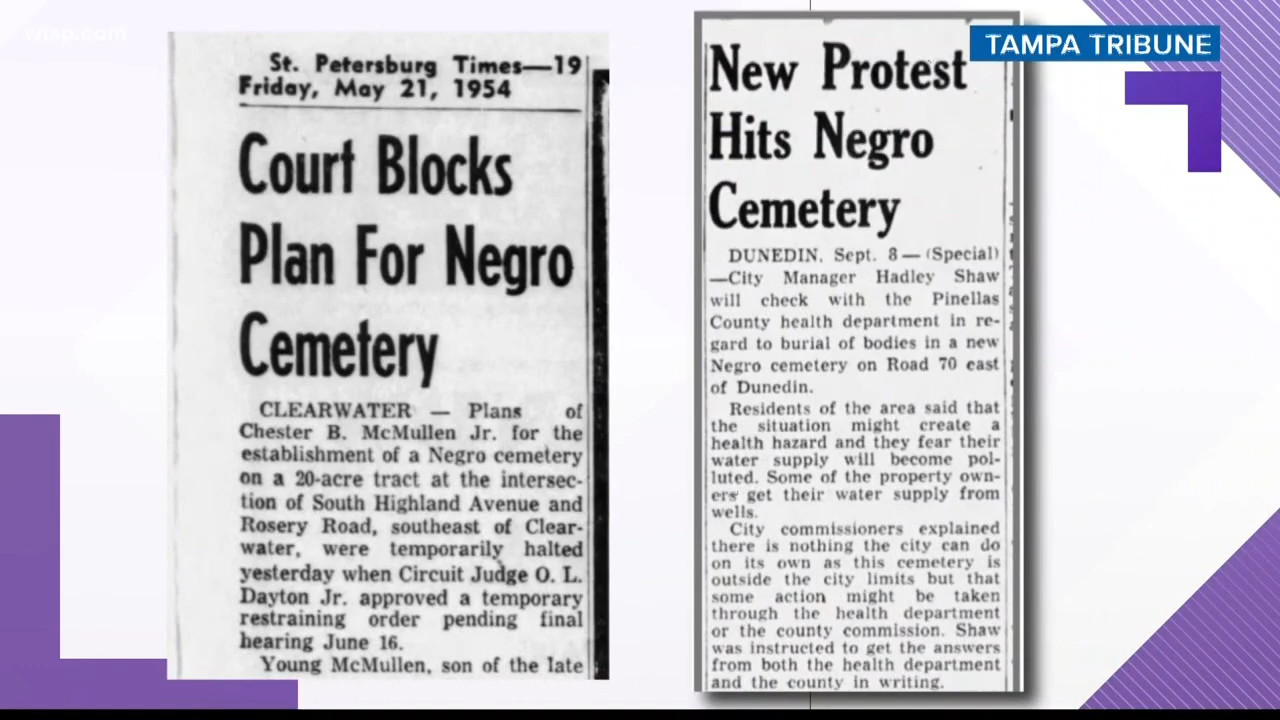 wtsp.com
St. Petersburg Times—19
Friday, May 21, 1954
Court Blocks
Plan For Negro
Cemetery
CLEARWATER — Plans of
Chester B. McMullen Jr. for the
establishment of a Negro cemetery
on a 20-acre tract at the intersec-
tion of South Highland Avenue and
Rosery Road, southeast of Clear-
water, were temporarily halted
yesterday when Circuit Judge O. L.
Dayton Jr. approved a temporary
restraining order pending final
hearing June 16.
Young McMullen, son of the late
TAMPA TRIBUNE
New Protest
Hits Negro
Cemetery
DUNEDIN, Sept. 8 — (Special)
—City Manager Hadley Shaw
will check with the Pinellas
County health department in re-
gard to burial of bodies in a new
Negro cemetery on Road 70 east
of Dunedin.
Residents of the area said that
the situation might create a
health hazard and they fear their
water supply will become pol-
luted. Some of the property own-
ers get their water supply from
wells.
City commissioners explained
there is nothing the city can do
on its own as this cemetery is
outside the city limits but that
some action might be taken
through the health department
or the county commission. Shaw
was instructed to get the answers
from both the health department
and the county in writing.